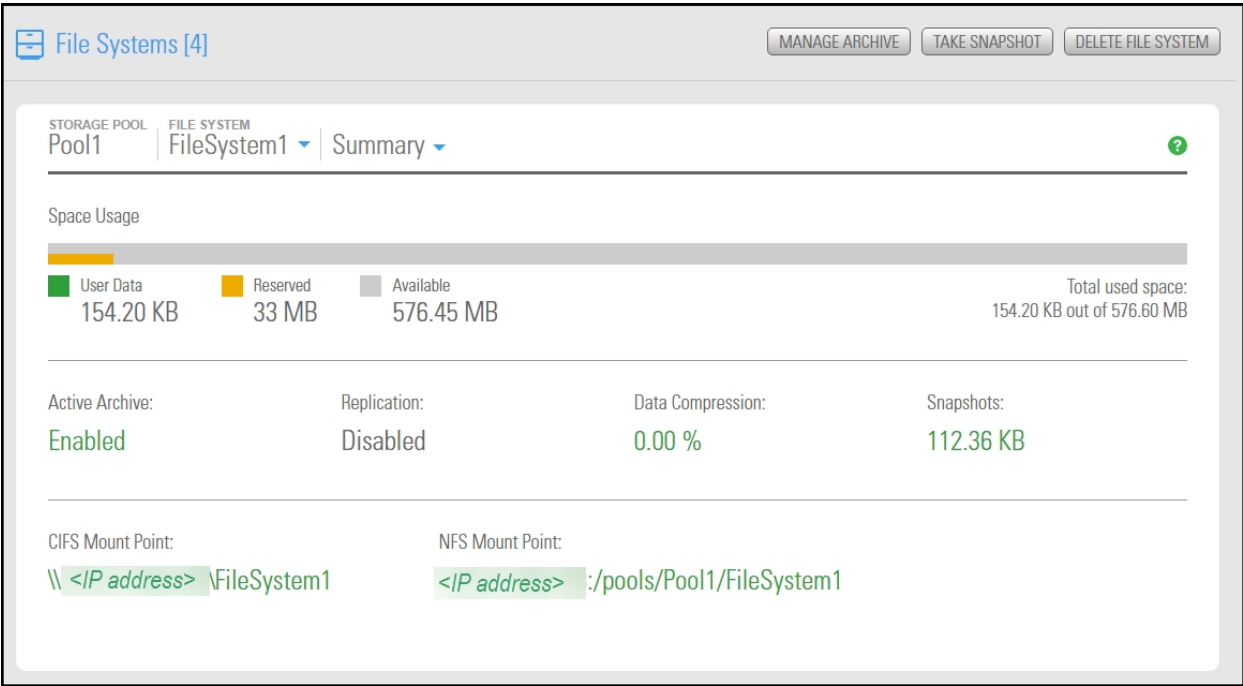 File Systems [4]
MANAGE ARCHIVE
TAKE SNAPSHOT
DELETE FILE SYSTEM
STORAGE POOL
Pool1
FILE SYSTEM
FileSystem1
Summary
?
Space Usage
User Data
154.20 KB
Reserved
33 MB
Available
576.45 MB
Total used space:
154.20 KB out of 576.60 MB
Active Archive:
Enabled
Replication:
Disabled
Data Compression:
0.00 %
Snapshots:
112.36 KB
CIFS Mount Point:
\\ <IP address> \FileSystem1
NFS Mount Point:
<IP address> :/pools/Pool1/FileSystem1